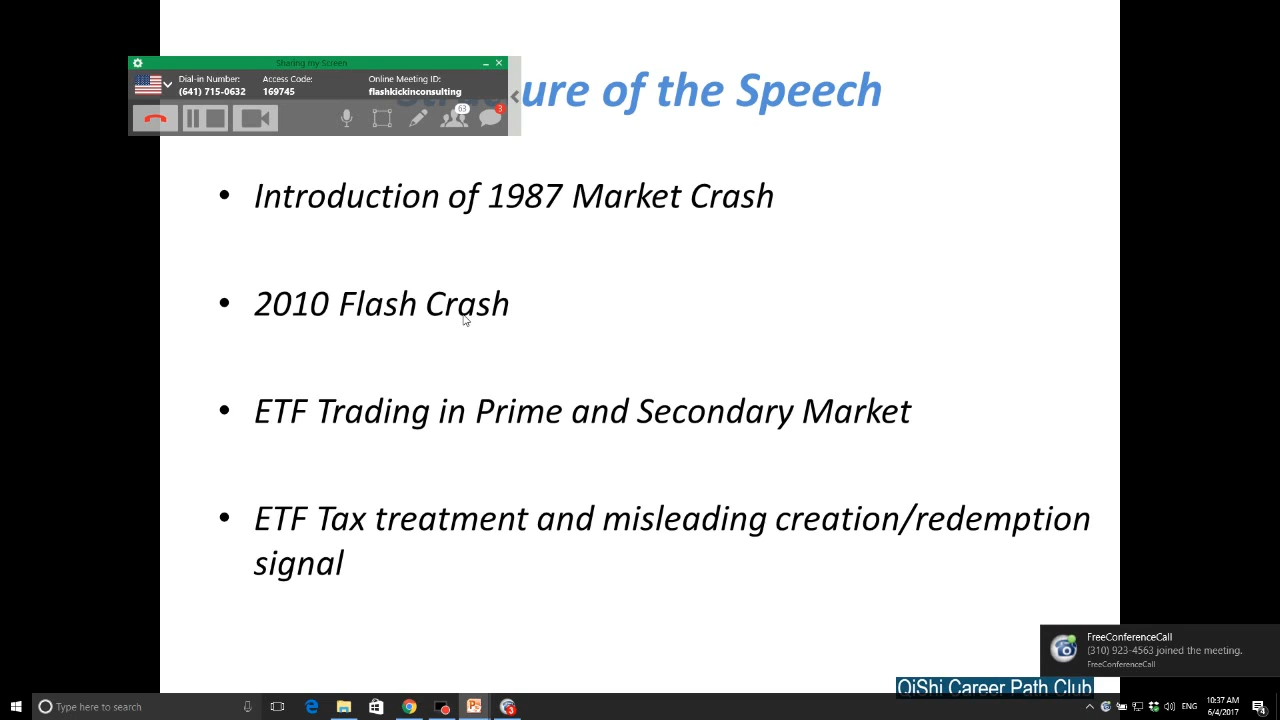 Sharing my Screen
Dial-in Number:
(641) 715-0632
Access Code:
169745
Online Meeting ID:
flashkickinconsulting
63
3
ure of the Speech
• Introduction of 1987 Market Crash
• 2010 Flash Crash
• ETF Trading in Prime and Secondary Market
• ETF Tax treatment and misleading creation/redemption
signal
FreeConferenceCall
(310) 923-4563 joined the meeting.
FreeConferenceCall
QiShi Career Path Club
Type here to search
ENG
10:37 AM
6/4/2017